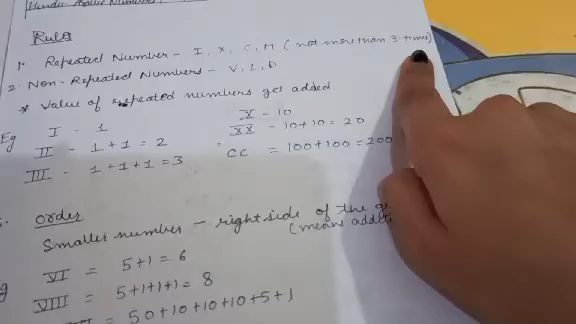 Rules
1. Repeated Number - I, X, C, M (not more than 3 times)
2. Non-Repeated Numbers - V, L, D
* Value of repeated numbers get added.
Eg I - 1
II - 1+1=2
III - 1+1+1=3
X - 10
XX - 10+10=20
CC = 100+100=200
Order
Smaller number - right side of the
(means
VI = 5+1=6
VIII = 5+1+1+1=8
= 50+10+10+10+5+1